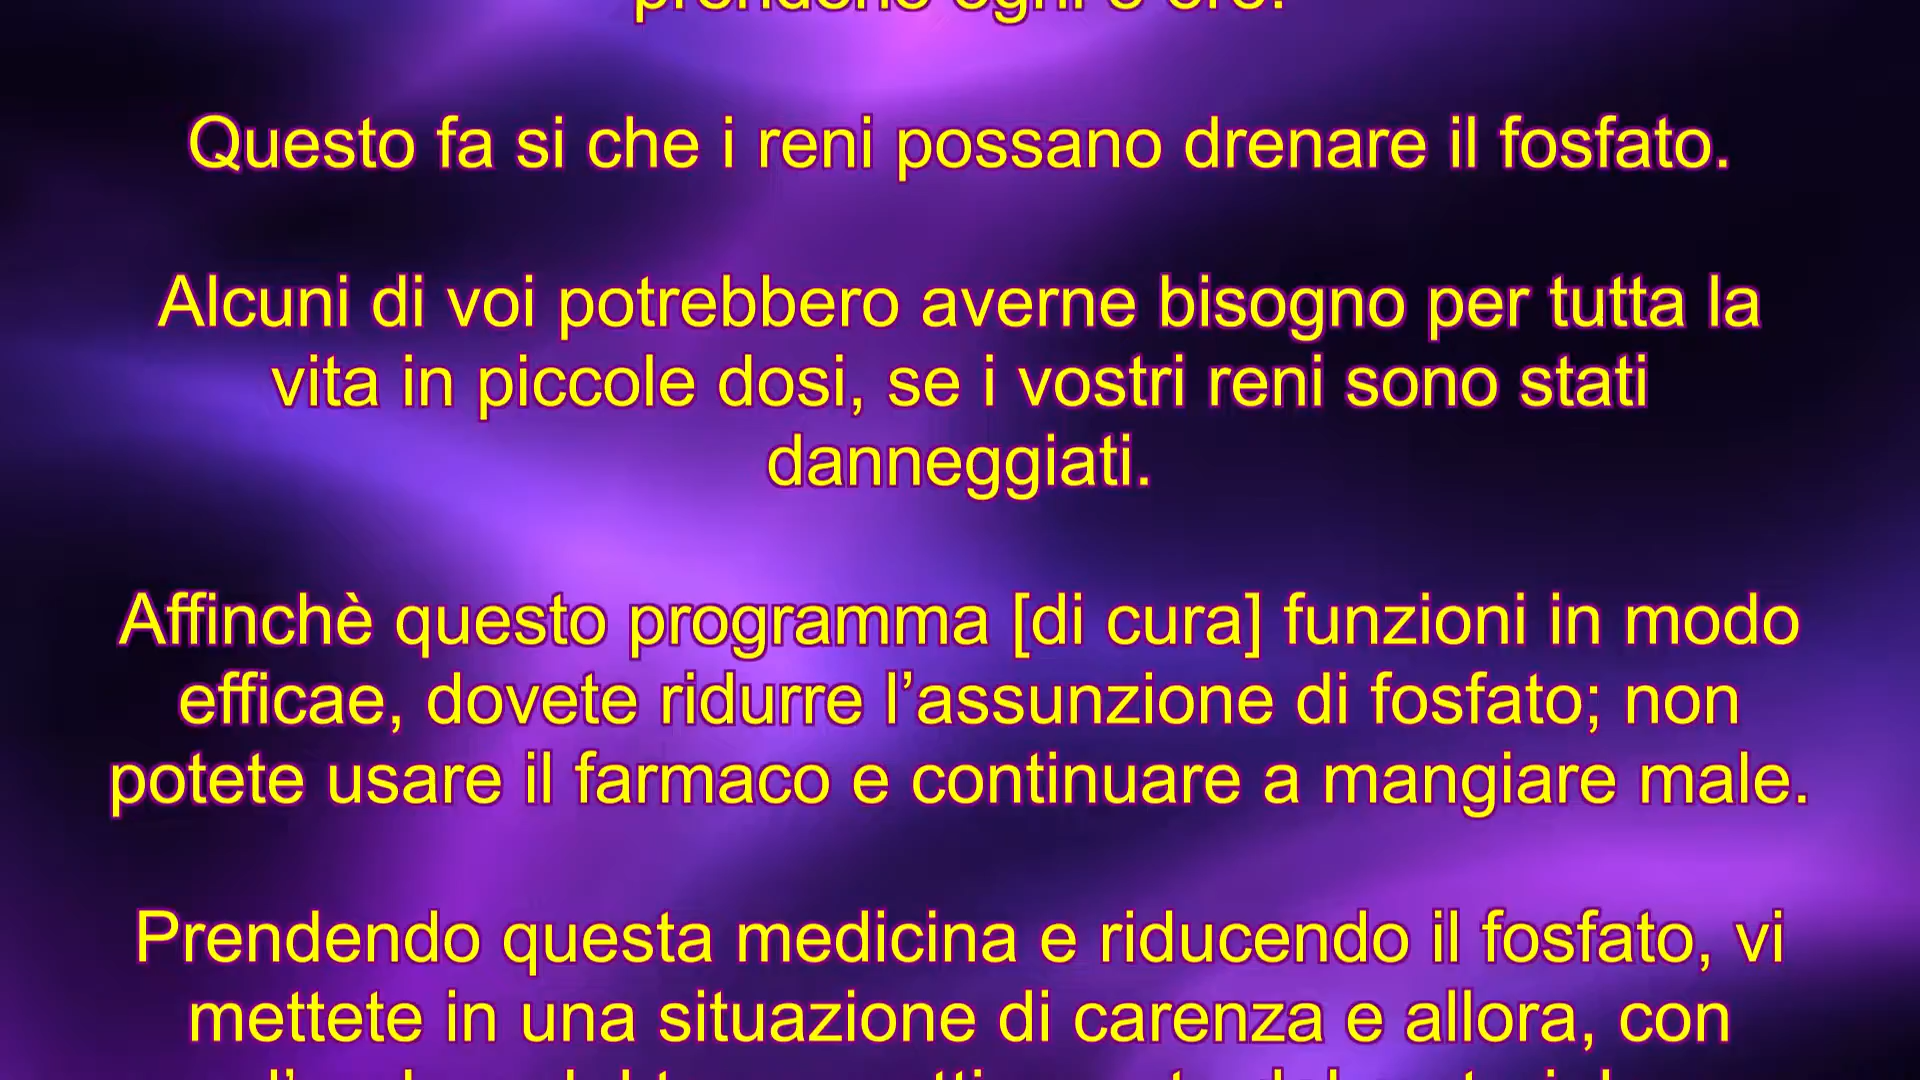 prenderne ogni
Questo fa si che i reni possano drenare il fosfato.
Alcuni di voi potrebbero averne bisogno per tutta la
vita in piccole dosi, se i vostri reni sono stati
danneggiati.
Affinchè questo programma [di cura] funzioni in modo
efficae, dovete ridurre l’assunzione di fosfato; non
potete usare il farmaco e continuare a mangiare male.
Prendendo questa medicina e riducendo il fosfato, vi
mettete in una situazione di carenza e allora, con